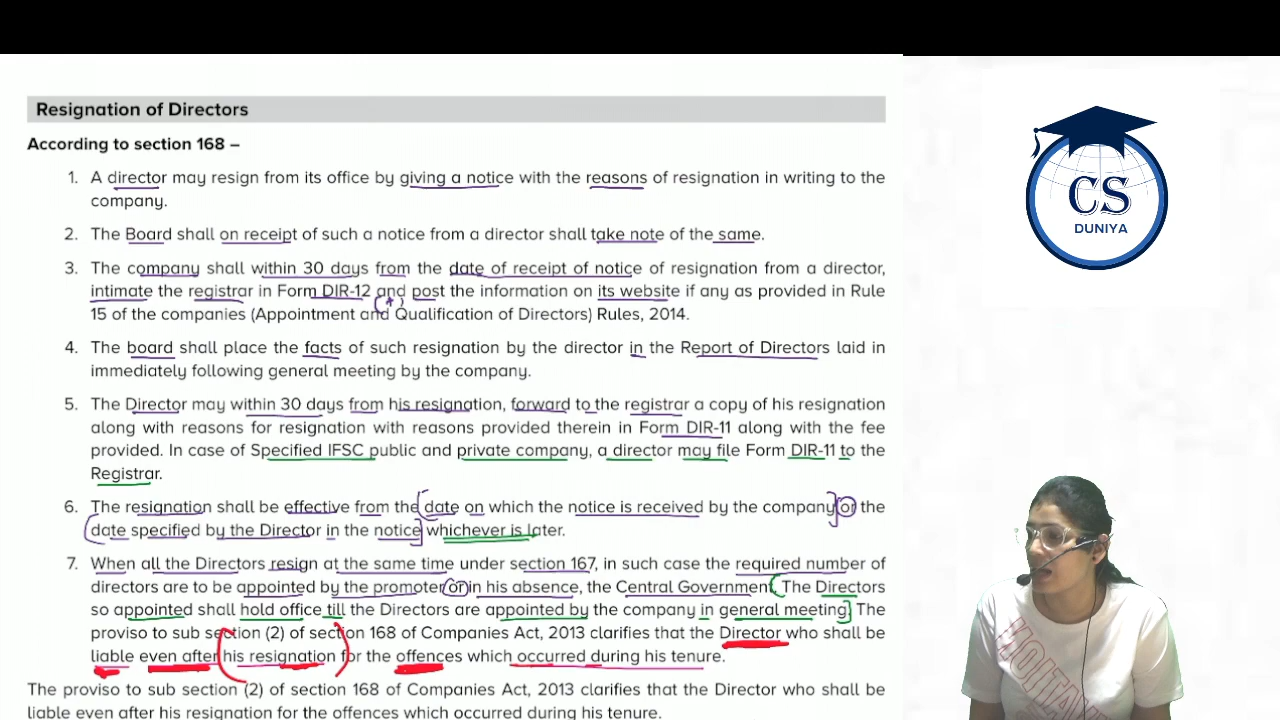 Resignation of Directors
According to section 168 –
1. A director may resign from its office by giving a notice with the reasons of resignation in writing to the
company.
2. The Board shall on receipt of such a notice from a director shall take note of the same.
3. The company shall within 30 days from the date of receipt of notice of resignation from a director,
intimate the registrar in Form DIR-12 and post the information on its website if any as provided in Rule
15 of the companies (Appointment and Qualification of Directors) Rules, 2014.
4. The board shall place the facts of such resignation by the director in the Report of Directors laid in
immediately following general meeting by the company.
5. The Director may within 30 days from his resignation, forward to the registrar a copy of his resignation
along with reasons for resignation with reasons provided therein in Form DIR-11 along with the fee
provided. In case of Specified IFSC public and private company, a director may file Form DIR-11 to the
Registrar.
6. The resignation shall be effective from the date on which the notice is received by the company or the
date specified by the Director in the notice whichever is later.
7. When all the Directors resign at the same time under section 167, in such case the required number of
directors are to be appointed by the promoter or in his absence, the Central Government. The Directors
so appointed shall hold office till the Directors are appointed by the company in general meeting. The
proviso to sub section (2) of section 168 of Companies Act, 2013 clarifies that the Director who shall be
liable even after his resignation for the offences which occurred during his tenure.
The proviso to sub section (2) of section 168 of Companies Act, 2013 clarifies that the Director who shall be
liable even after his resignation for the offences which occurred during his tenure.
CS
DUNIYA